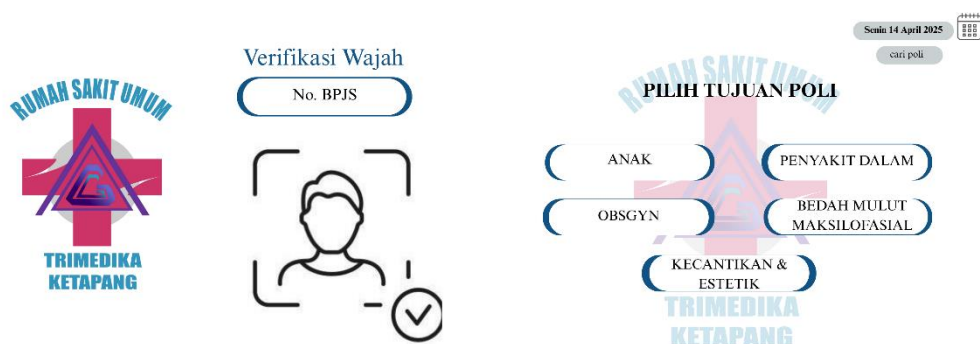 RUMAH SAKIT UMUM
TRIMEDIKA
KETAPANG
Verifikasi Wajah
No. BPJS
Senin 14 April 2025
cari poli
RUMAH SAKIT UMUM
PILIH TUJUAN POLI
ANAK
PENYAKIT DALAM
OBSGYN
BEDAH MULUT
MAKSILOFASIAL
KECANTIKAN &
ESTETIK
TRIMEDIKA
KETAPANG